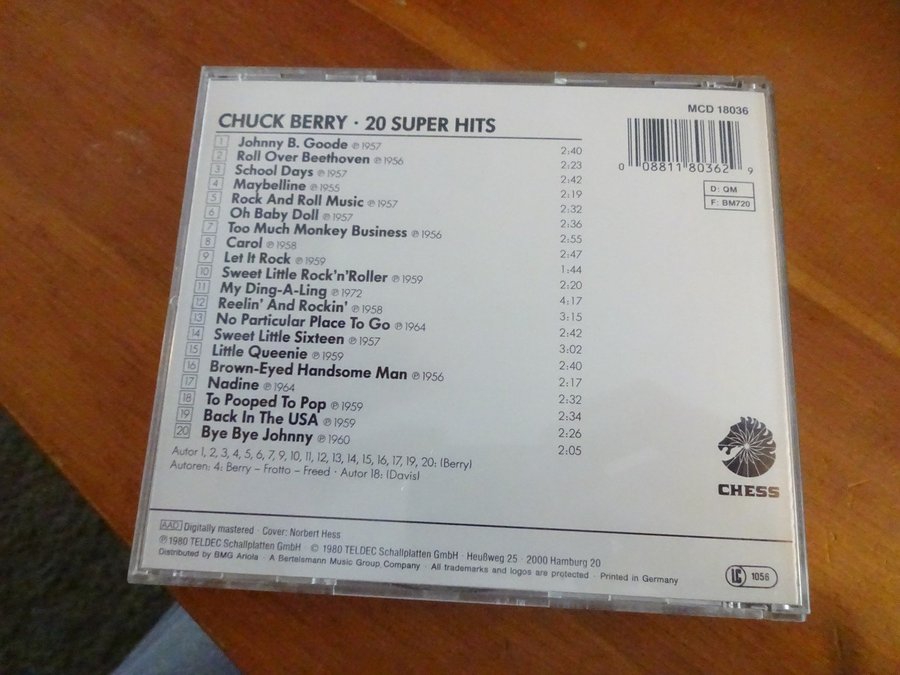 MCD 18036
CHUCK BERRY · 20 SUPER HITS
1 Johnny B. Goode ℗ 1957 2:40
2 Roll Over Beethoven ℗ 1956 2:23
3 School Days ℗ 1957 2:42
4 Maybelline ℗ 1955 2:19
5 Rock And Roll Music ℗ 1957 2:32
6 Oh Baby Doll ℗ 1957 2:36
7 Too Much Monkey Business ℗ 1956 2:55
8 Carol ℗ 1958 2:47
9 Let It Rock ℗ 1959 1:44
10 Sweet Little Rock'n'Roller ℗ 1959 2:20
11 My Ding-A-Ling ℗ 1972 4:17
12 Reelin' And Rockin' ℗ 1958 3:15
13 No Particular Place To Go ℗ 1964 2:42
14 Sweet Little Sixteen ℗ 1957 3:02
15 Little Queenie ℗ 1959 2:40
16 Brown-Eyed Handsome Man ℗ 1956 2:17
17 Nadine ℗ 1964 2:32
18 To Pooped To Pop ℗ 1959 2:34
19 Back In The USA ℗ 1959 2:26
20 Bye Bye Johnny ℗ 1960 2:05
0 08811 80362 9
D: QM
F: BM720
Autor 1, 2, 3, 4, 5, 6, 7, 9, 10, 11, 12, 13, 14, 15, 16, 17, 19, 20: (Berry)
Autoren: 4: Berry – Fratto – Freed · Autor 18: (Davis)
CHESS
AAD Digitally mastered · Cover: Norbert Hess
℗ 1980 TELDEC Schallplatten GmbH · © 1980 TELDEC Schallplatten GmbH · Heußweg 25 · 2000 Hamburg 20
Distributed by BMG Ariola · A Bertelsmann Music Group Company · All trademarks and logos are protected · Printed in Germany
LC 1056